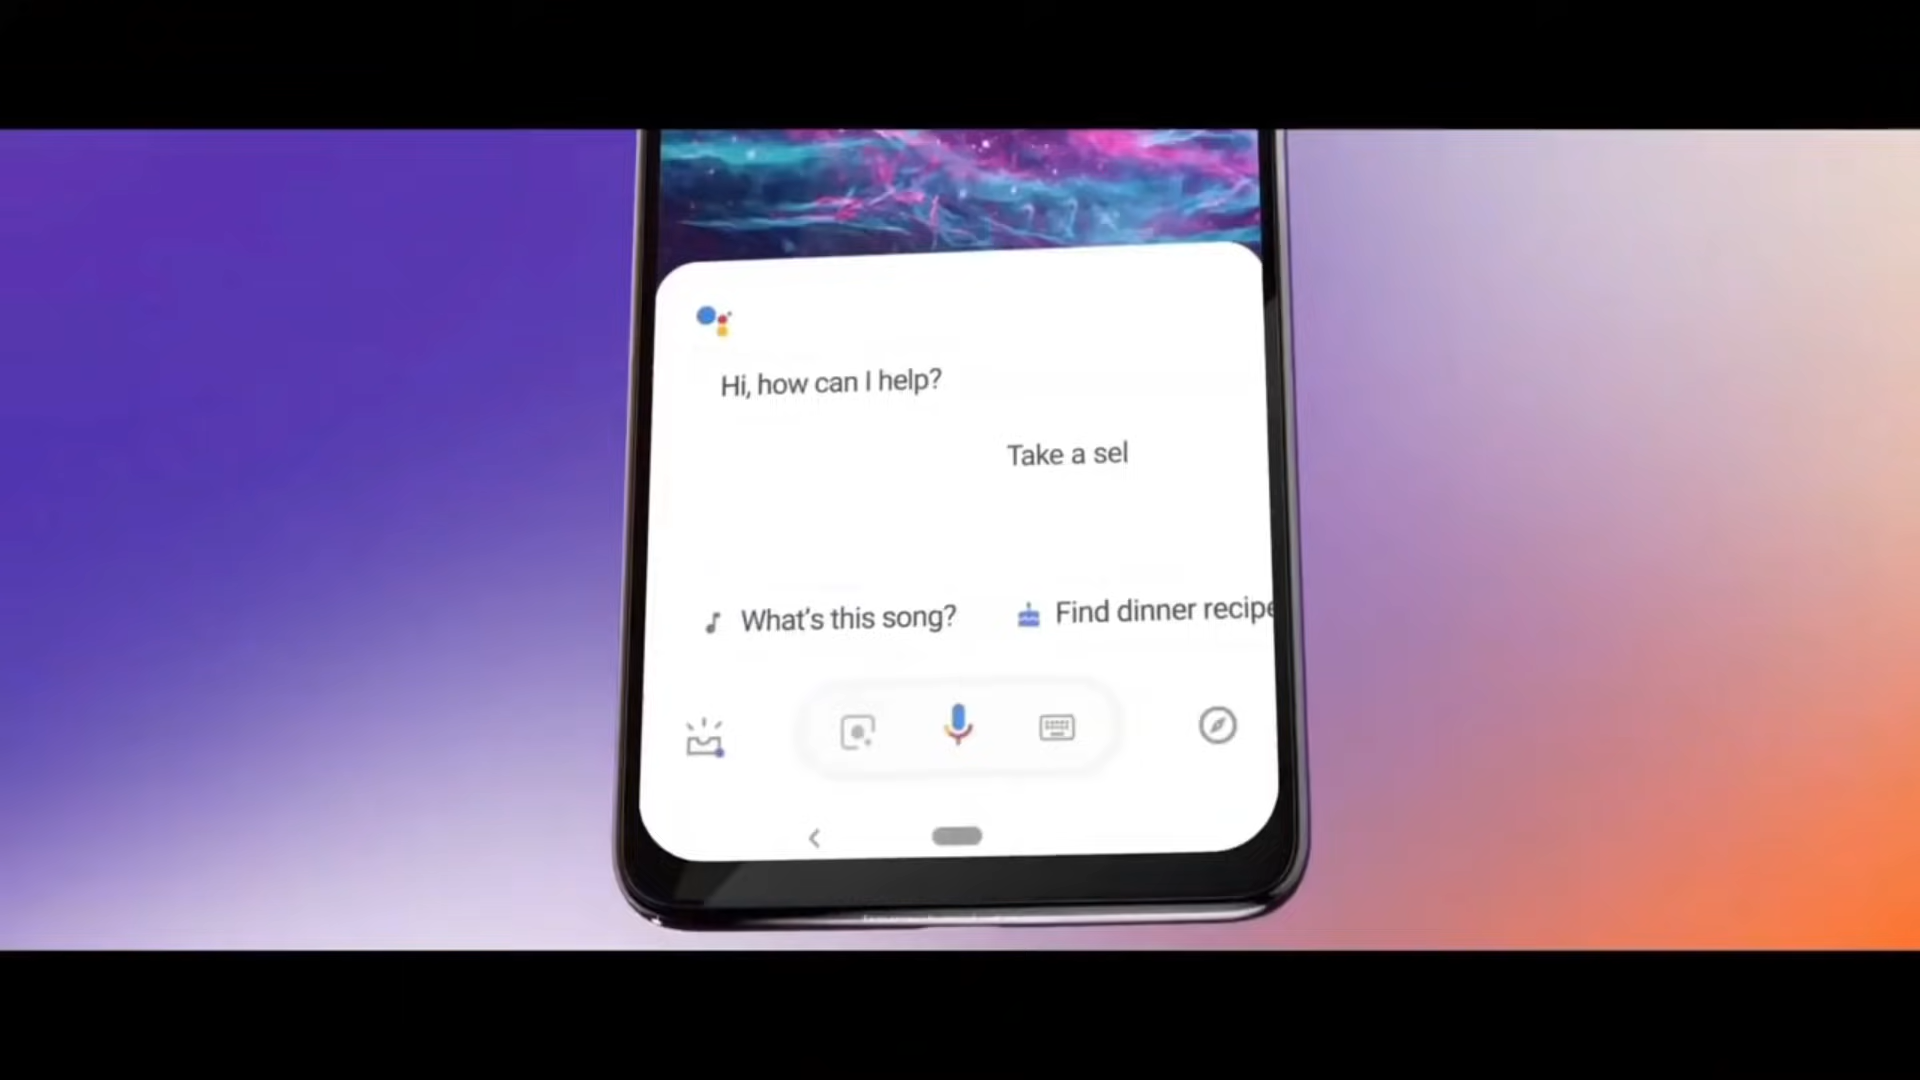 Hi, how can I help?
Take a sel
What's this song?
Find dinner recipe